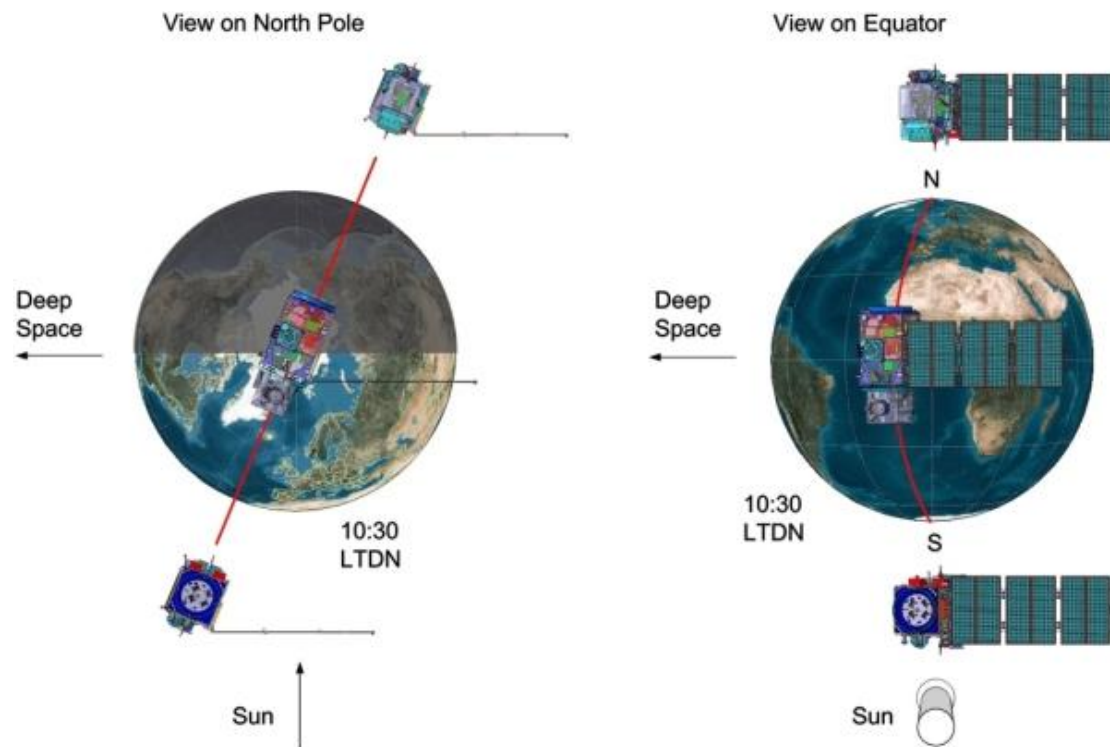 View on North Pole
View on Equator
N
Deep
Space
Deep
Space
10:30
LTDN
10:30
LTDN
S
Sun
Sun